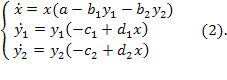 ẋ = x(a − b₁y₁ − b₂y₂)
ẏ₁ = y₁(−c₁ + d₁x)
ẏ₂ = y₂(−c₂ + d₂x)
(2).